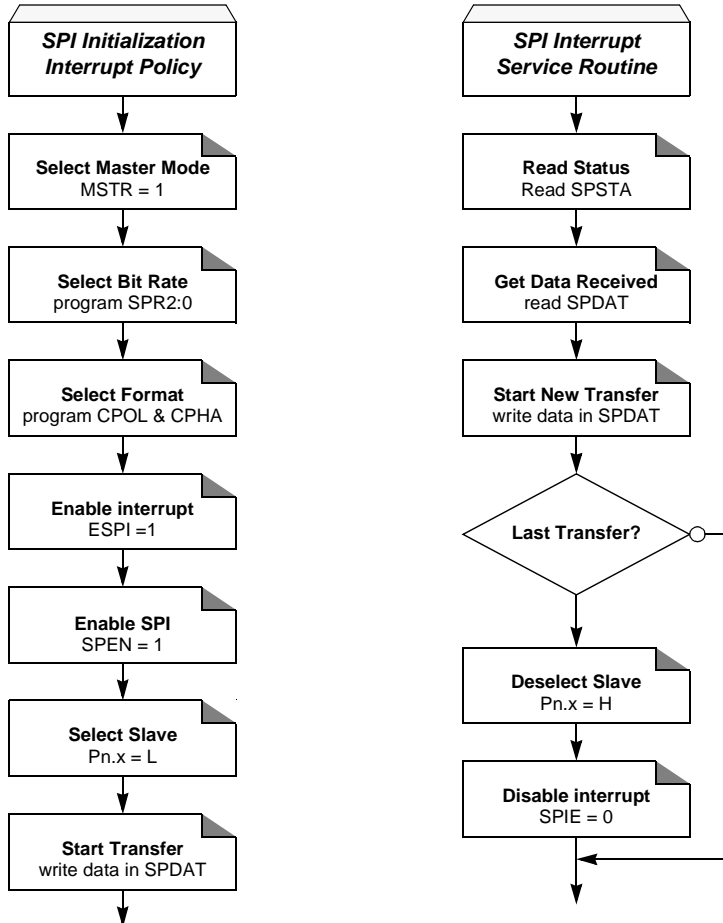 SPI Initialization
Interrupt Policy
Select Master Mode
MSTR = 1
Select Bit Rate
program SPR2:0
Select Format
program CPOL & CPHA
Enable interrupt
ESPI =1
Enable SPI
SPEN = 1
Select Slave
Pn.x = L
Start Transfer
write data in SPDAT
SPI Interrupt
Service Routine
Read Status
Read SPSTA
Get Data Received
read SPDAT
Start New Transfer
write data in SPDAT
Last Transfer?
Deselect Slave
Pn.x = H
Disable interrupt
SPIE = 0